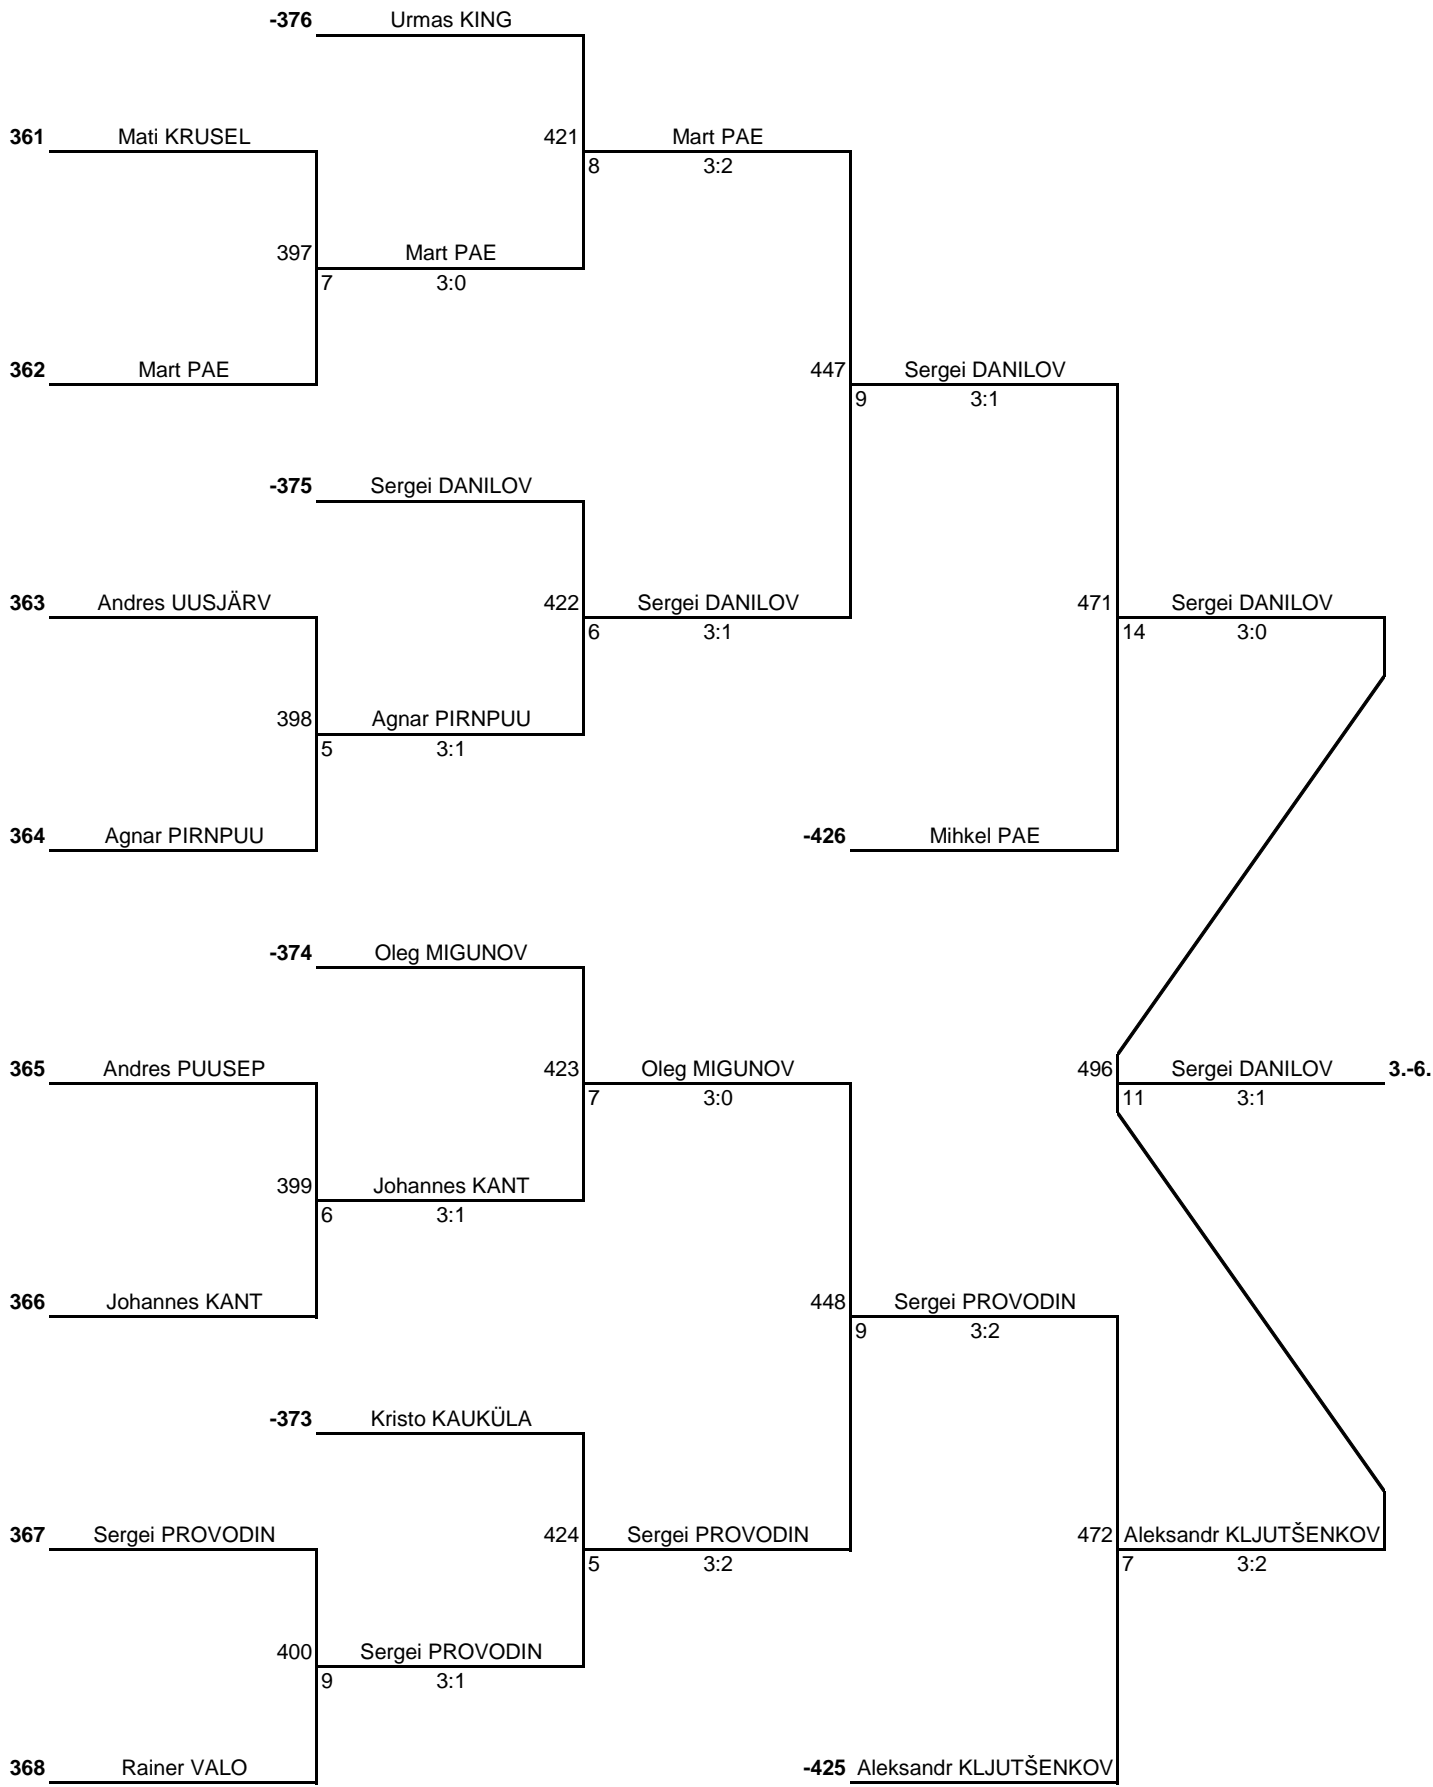 -376 Urmas KING
361 Mati KRUSEL 421 Mart PAE
8 3:2
397 Mart PAE
7 3:0
362 Mart PAE 447 Sergei DANILOV
9 3:1
-375 Sergei DANILOV
363 Andres UUSJÄRV 422 Sergei DANILOV 471 Sergei DANILOV
6 3:1 14 3:0
398 Agnar PIRNPUU
5 3:1
364 Agnar PIRNPUU -426 Mihkel PAE
-374 Oleg MIGUNOV
365 Andres PUUSEP 423 Oleg MIGUNOV 496 Sergei DANILOV 3.-6.
7 3:0 11 3:1
399 Johannes KANT
6 3:1
366 Johannes KANT 448 Sergei PROVODIN
9 3:2
-373 Kristo KAUKÜLA
367 Sergei PROVODIN 424 Sergei PROVODIN 472 Aleksandr KLJUTŠENKOV
5 3:2 7 3:2
400 Sergei PROVODIN
9 3:1
368 Rainer VALO -425 Aleksandr KLJUTŠENKOV